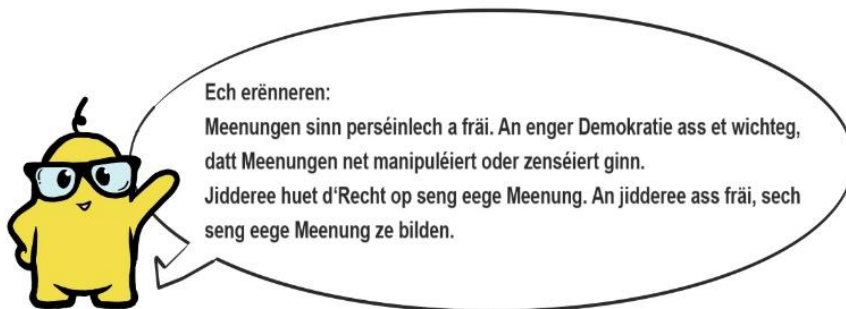 Ech erënneren:
Meenungen sinn perséinlech a fräi. An enger Demokratie ass et wichteg,
datt Meenungen net manipuléiert oder zenséiert ginn.
Jidderee huet d‘Recht op seng eege Meenung. An jidderee ass fräi, sech
seng eege Meenung ze bilden.